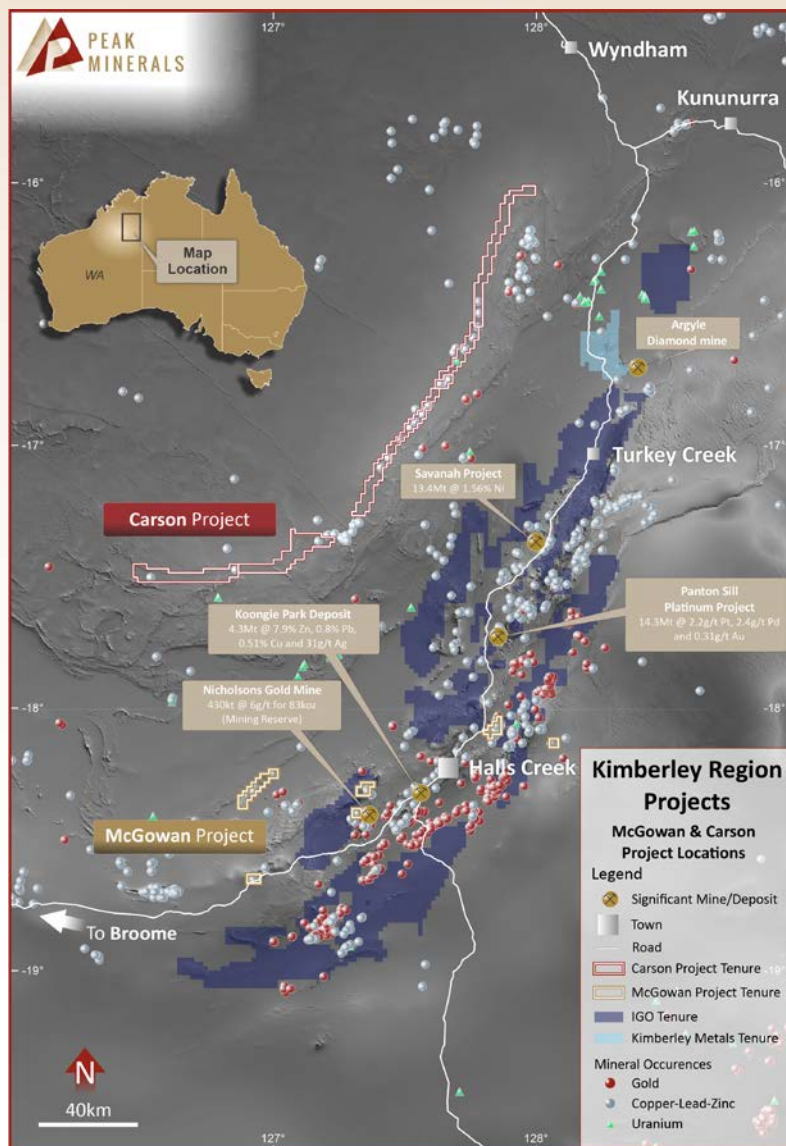 PEAK
MINERALS
127°
128°
Wyndham
Kununurra
-16°
-16°
Map
Location
WA
Argyle
Diamond mine
-17°
-17°
Turkey Creek
Savanah Project
13.4Mt @ 1.56% Ni
Carson Project
Koongie Park Deposit
4.3Mt @ 7.9% Zn, 0.8% Pb,
0.51% Cu and 31g/t Ag
Panton Sill
Platinum Project
14.3Mt @ 2.2g/t Pt, 2.4g/t Pd
and 0.31g/t Au
Nicholsons Gold Mine
430kt @ 6g/t for 83koz
(Mining Reserve)
-18°
-18°
Halls Creek
McGowan Project
To Broome
-19°
-19°
Kimberley Region
Projects
McGowan & Carson
Project Locations
Legend
Significant Mine/Deposit
Town
Road
Carson Project Tenure
McGowan Project Tenure
IGO Tenure
Kimberley Metals Tenure
Mineral Occurences
Gold
Copper-Lead-Zinc
Uranium
N
40km
127°
128°